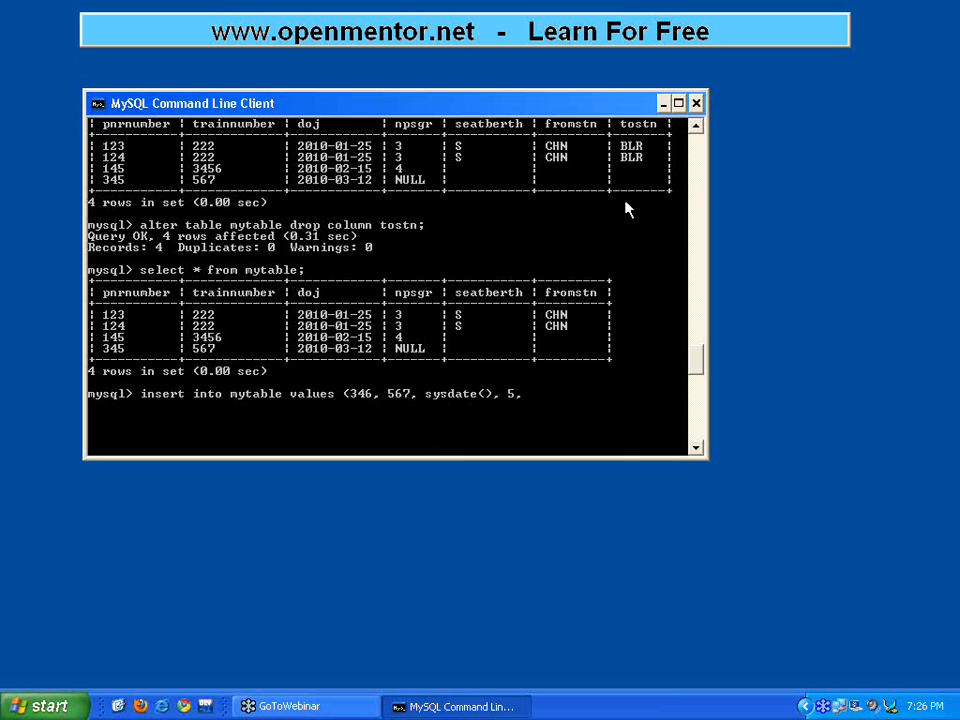 www.openmentor.net - Learn For Free
MySQL Command Line Client
| pnrnumber | trainnumber | doj | npsgr | seatberth | fromstn | tostn |
| 123 | 222 | 2010-01-25 | 3 | S | CHN | BLR |
| 124 | 222 | 2010-01-25 | 3 | S | CHN | BLR |
| 145 | 3456 | 2010-02-15 | 4 | | | |
| 345 | 567 | 2010-03-12 | NULL | | | |
4 rows in set (0.00 sec)
mysql> alter table mytable drop column tostn;
Query OK, 4 rows affected (0.31 sec)
Records: 4 Duplicates: 0 Warnings: 0
mysql> select * from mytable;
| pnrnumber | trainnumber | doj | npsgr | seatberth | fromstn |
| 123 | 222 | 2010-01-25 | 3 | S | CHN |
| 124 | 222 | 2010-01-25 | 3 | S | CHN |
| 145 | 3456 | 2010-02-15 | 4 | | |
| 345 | 567 | 2010-03-12 | NULL | | |
4 rows in set (0.00 sec)
mysql> insert into mytable values (346, 567, sysdate(), 5,
start
GoToWebinar
MySQL Command Lin...
7:26 PM